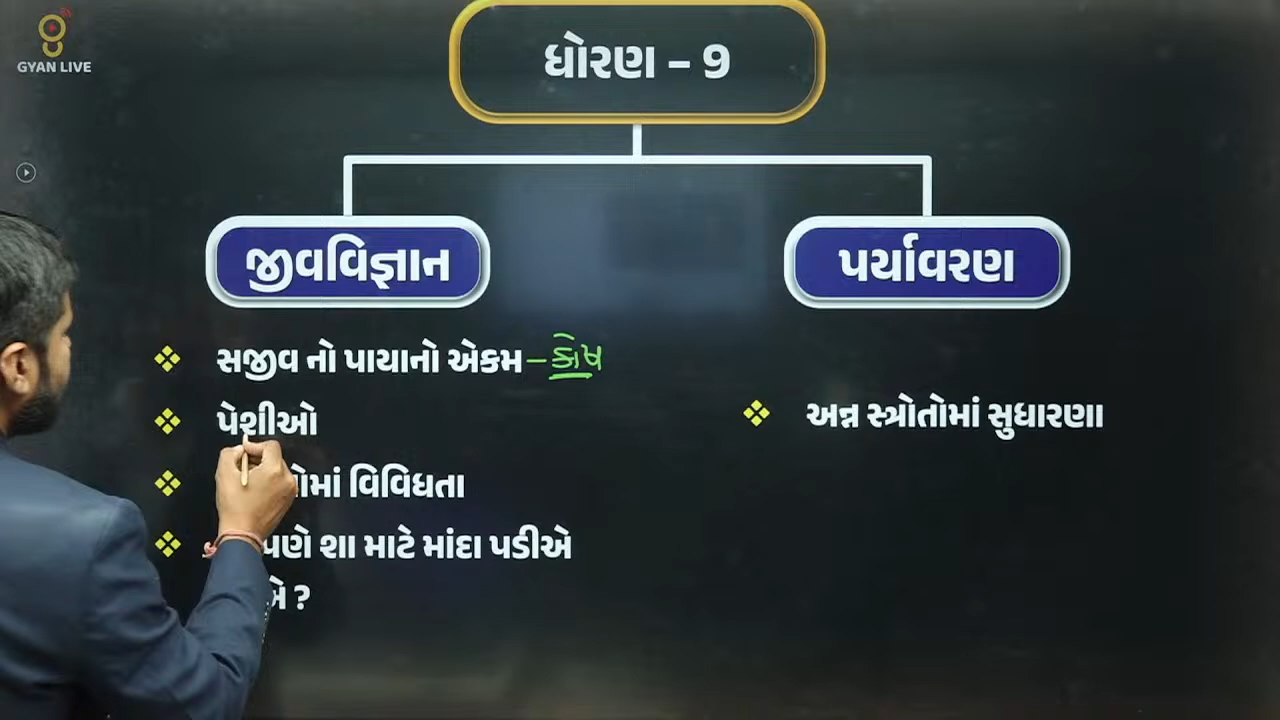 GYAN LIVE
ધોરણ – 9
જીવવિજ્ઞાન
પર્યાવરણ
સજીવ નો પાયાનો એકમ – કોષ
પેશીઓ
વિવિધતા
શા માટે માંદા પડીએ
?
અન્ન સ્ત્રોતોમાં સુધારણા